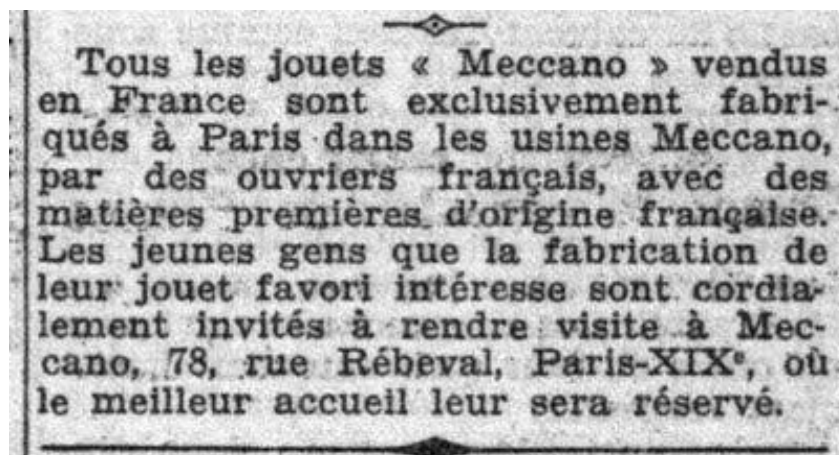 Tous les jouets « Meccano » vendus
en France sont exclusivement fabri-
qués à Paris dans les usines Meccano,
par des ouvriers français, avec des
matières premières d'origine française.
Les jeunes gens que la fabrication de
leur jouet favori intéresse sont cordia-
lement invités à rendre visite à Mec-
cano, 78, rue Rébeval, Paris-XIXᵉ, où
le meilleur accueil leur sera réservé.